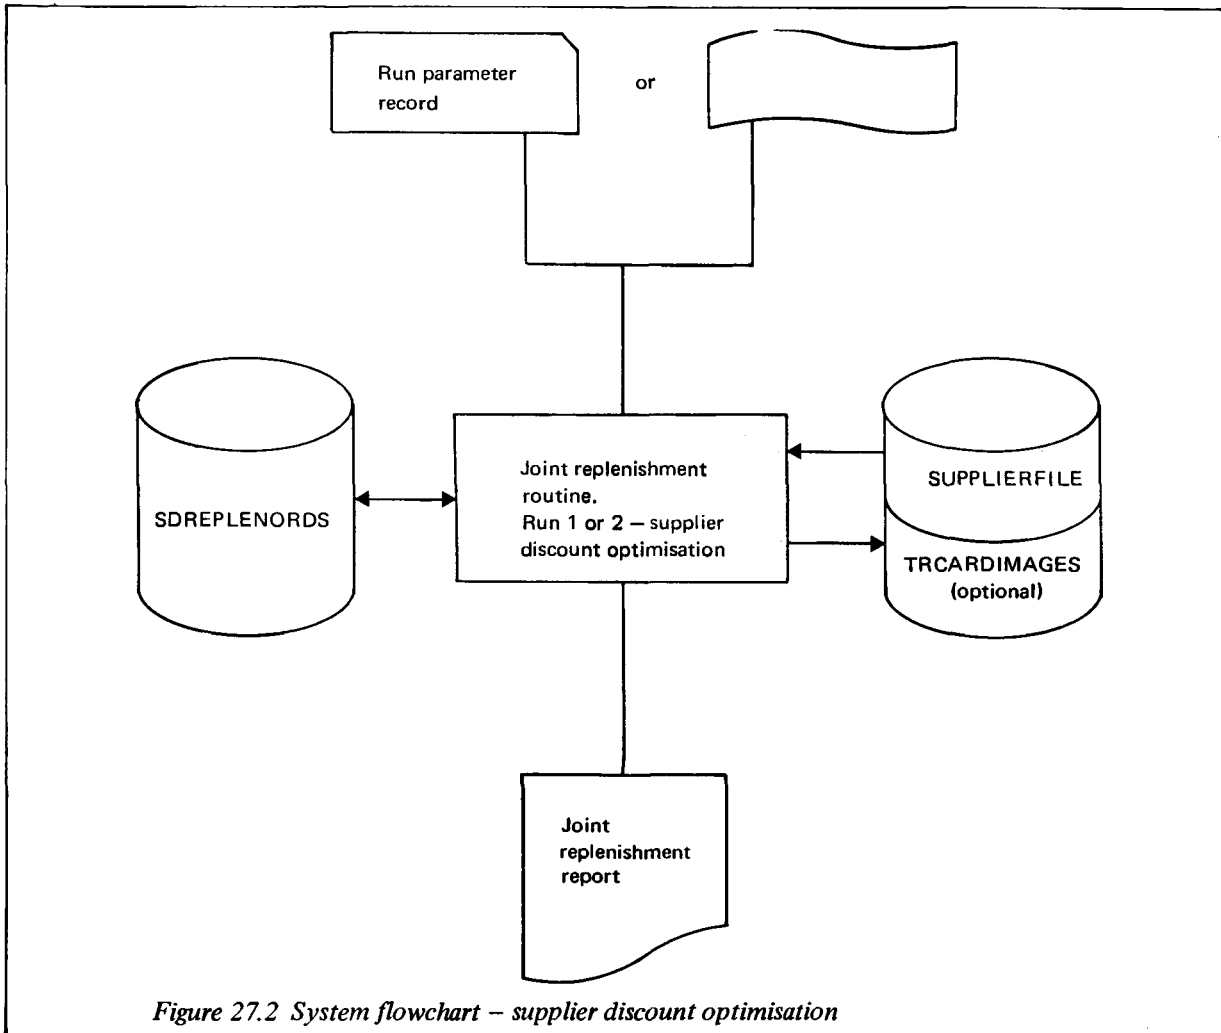 Run parameter
record
or
SDREPLENORDS
Joint replenishment
routine.
Run 1 or 2 – supplier
discount optimisation
SUPPLIERFILE
TRCARDIMAGES
(optional)
Joint
replenishment
report
Figure 27.2 System flowchart – supplier discount optimisation